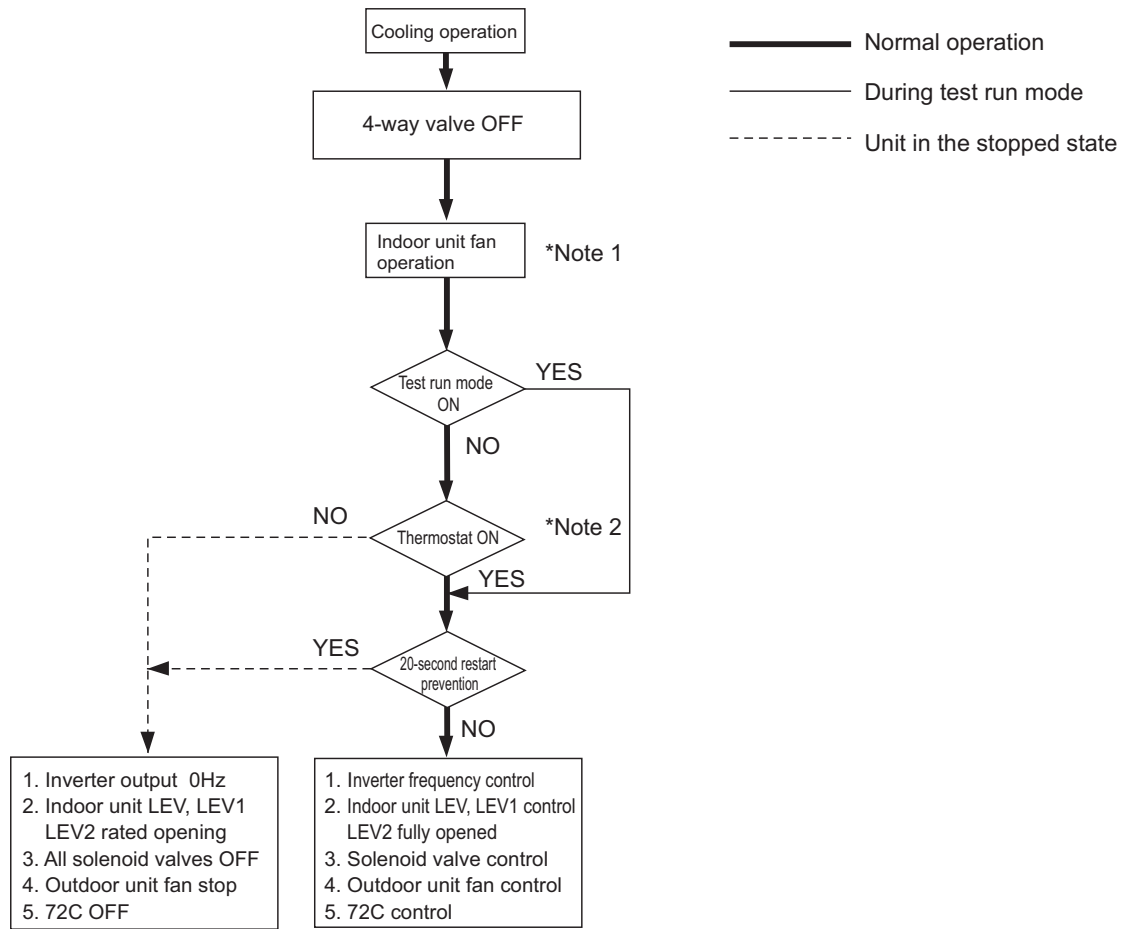 Cooling operation
Normal operation
During test run mode
4-way valve OFF
Unit in the stopped state
Indoor unit fan
operation
*Note 1
Test run mode
ON
YES
NO
NO
Thermostat ON
*Note 2
YES
YES
20-second restart
prevention
NO
1. Inverter output 0Hz
2. Indoor unit LEV, LEV1
LEV2 rated opening
3. All solenoid valves OFF
4. Outdoor unit fan stop
5. 72C OFF
1. Inverter frequency control
2. Indoor unit LEV, LEV1 control
LEV2 fully opened
3. Solenoid valve control
4. Outdoor unit fan control
5. 72C control